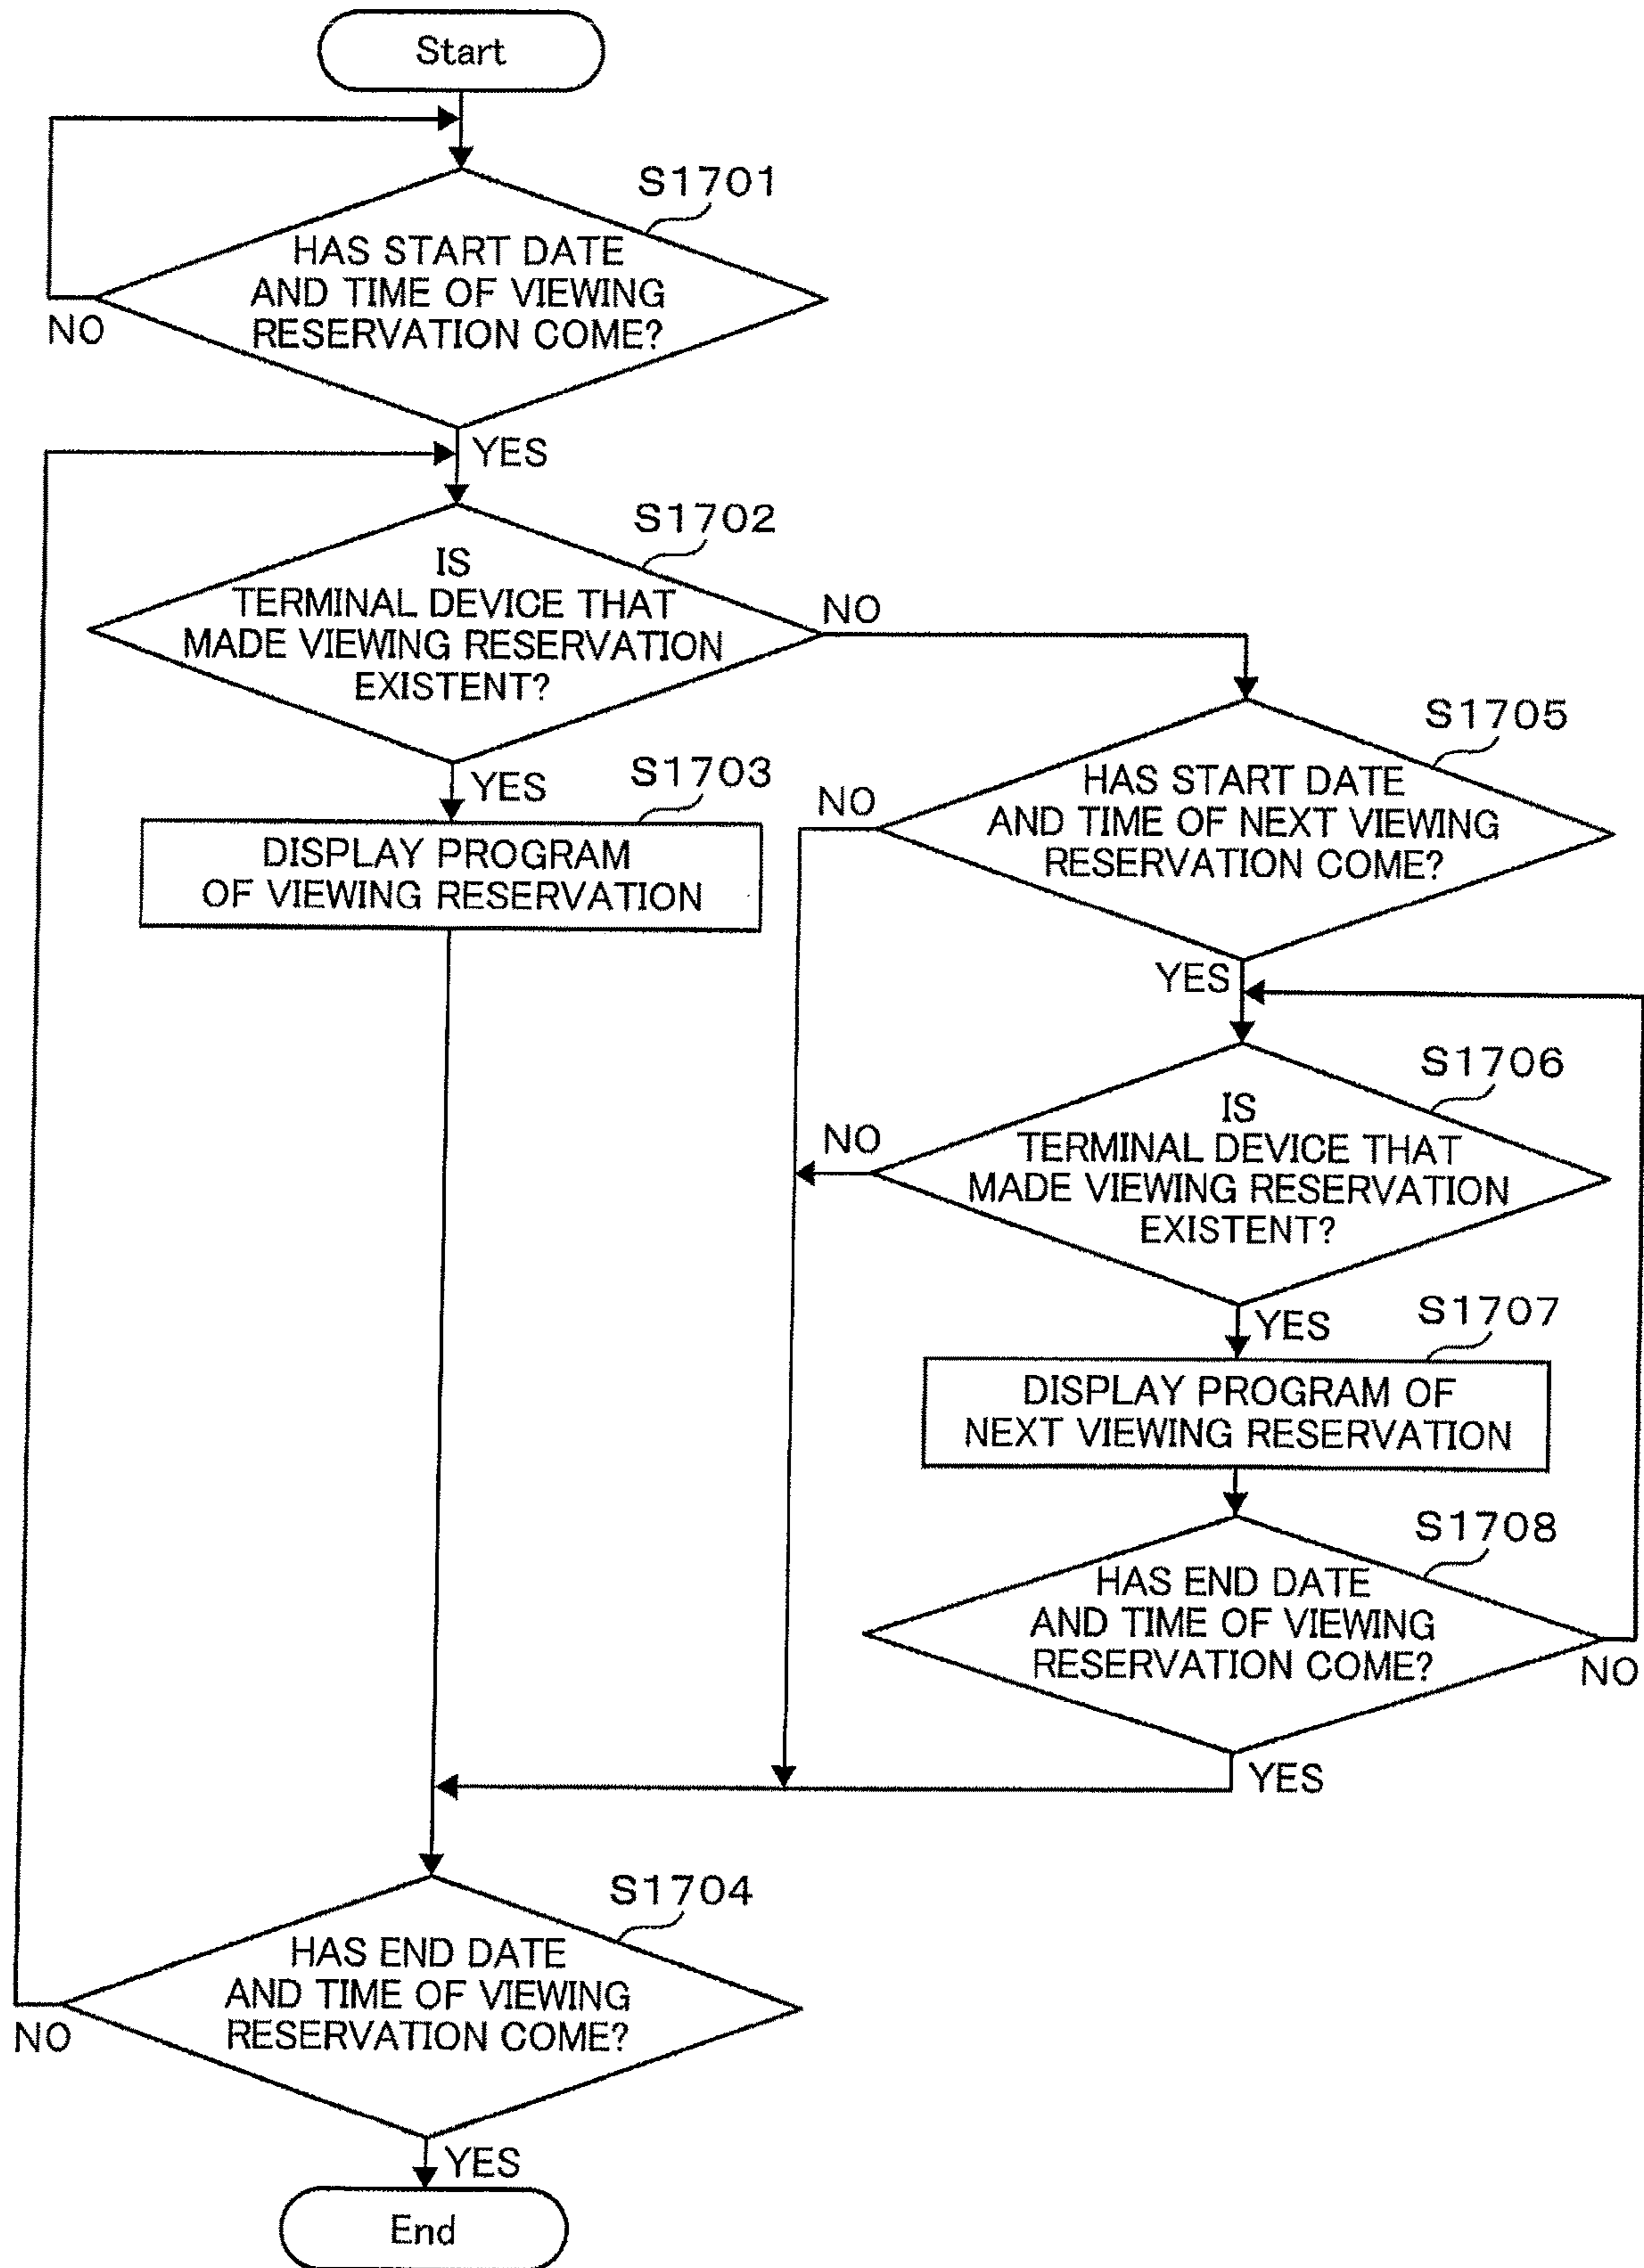 Start
S1701
HAS START DATE
AND TIME OF VIEWING
RESERVATION COME?
NO
YES
S1702
IS
TERMINAL DEVICE THAT
MADE VIEWING RESERVATION
EXISTENT?
NO
YES
S1703
DISPLAY PROGRAM
OF VIEWING RESERVATION
S1705
HAS START DATE
AND TIME OF NEXT VIEWING
RESERVATION COME?
NO
YES
S1706
IS
TERMINAL DEVICE THAT
MADE VIEWING RESERVATION
EXISTENT?
NO
YES
S1707
DISPLAY PROGRAM OF
NEXT VIEWING RESERVATION
S1708
HAS END DATE
AND TIME OF VIEWING
RESERVATION COME?
NO
YES
S1704
HAS END DATE
AND TIME OF VIEWING
RESERVATION COME?
NO
YES
End